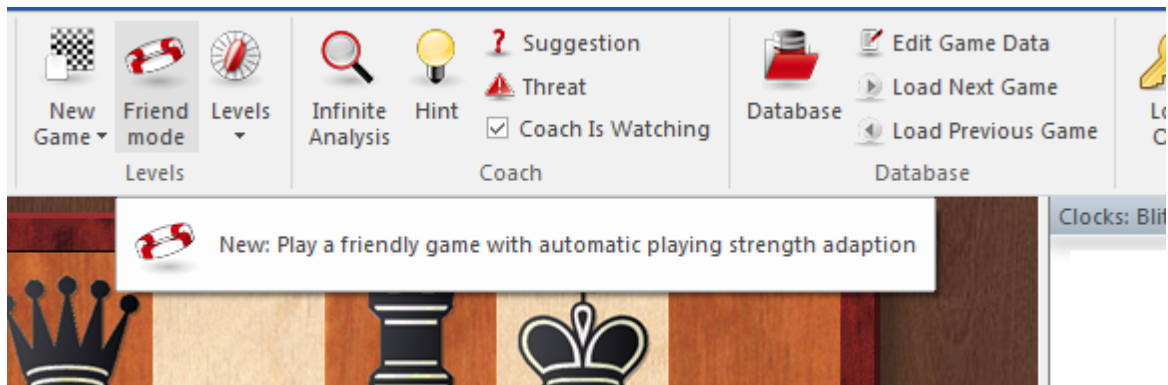 New Game
Friend mode
Levels
Levels
Infinite Analysis
Hint
Suggestion
Threat
Coach Is Watching
Coach
Database
Edit Game Data
Load Next Game
Load Previous Game
Database
New: Play a friendly game with automatic playing strength adaption
Clocks: